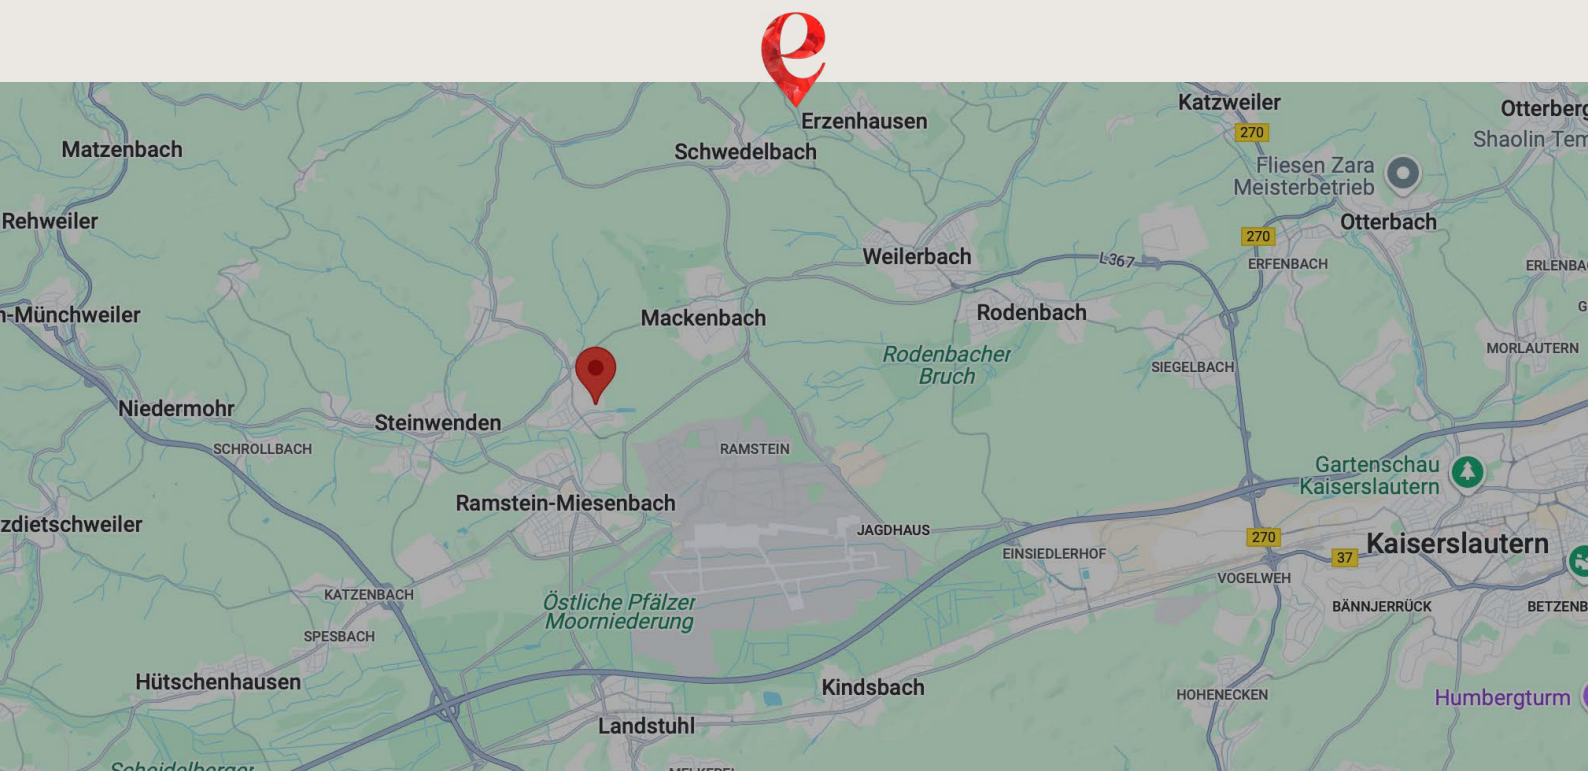 e
Katzweiler
Otterberg
Erzenhausen
270
Shaolin Tem
Matzenbach
Schwedelbach
Fliesen Zara
Meisterbetrieb
Rehweiler
Otterbach
270
Weilerbach
L367
ERFENBACH
ERLENBA
n-Münchweiler
Mackenbach
Rodenbach
G
Rodenbacher
Bruch
MORLAUTERN
SIEGELBACH
Niedermohr
Steinwenden
SCHROLLBACH
RAMSTEIN
Gartenschau
Kaiserslautern
Ramstein-Miesenbach
zdietschweiler
JAGDHAUS
270
Kaiserslautern
EINSIEDLERHOF
37
VOGELWEH
KATZENBACH
Östliche Pfälzer
Moorniederung
BÄNNJERRÜCK
BETZENB
SPESBACH
Hütschenhausen
Kindsbach
HOHENECKEN
Humbergturm
Landstuhl
Scheidelberger
MELKEREI